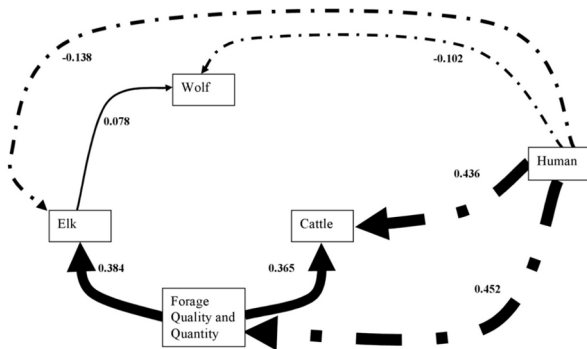 -0.138
-0.102
Wolf
0.078
Human
0.436
Elk
Cattle
0.384
0.365
Forage
Quality and
Quantity
0.452